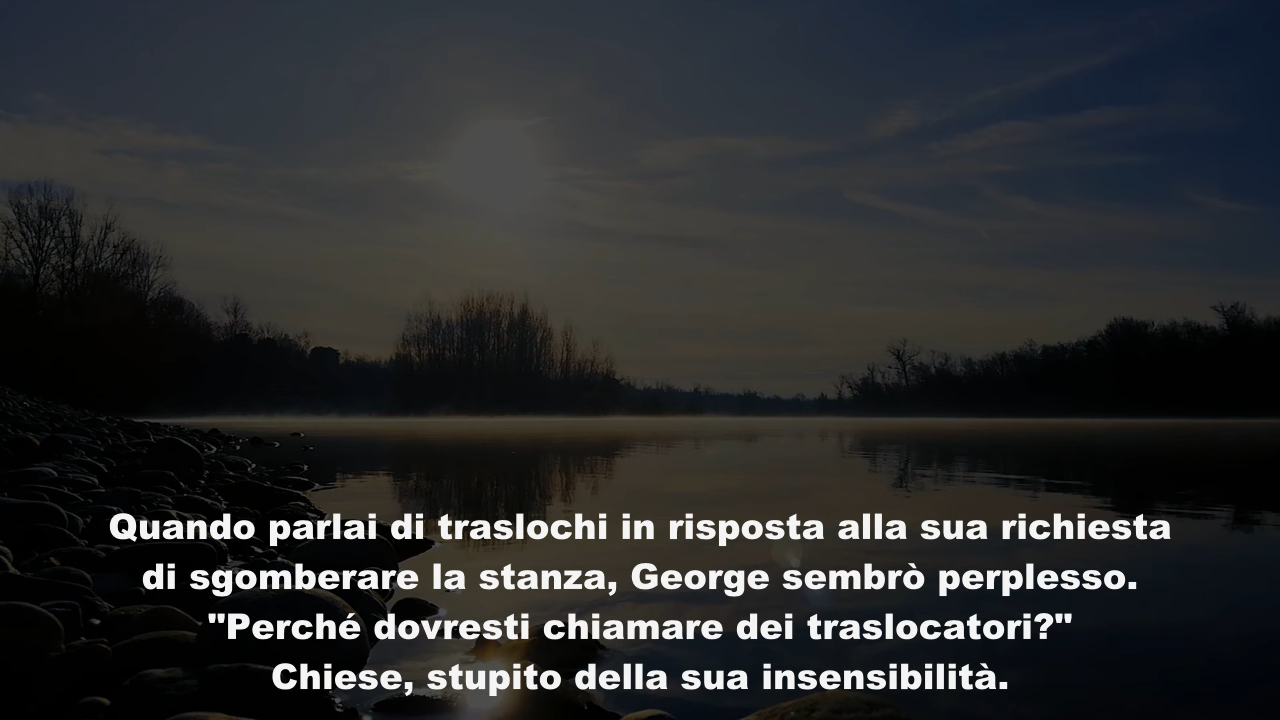 Quando parlai di traslochi in risposta alla sua richiesta
di sgomberare la stanza, George sembrò perplesso.
"Perché dovresti chiamare dei traslocatori?"
Chiese, stupito della sua insensibilità.